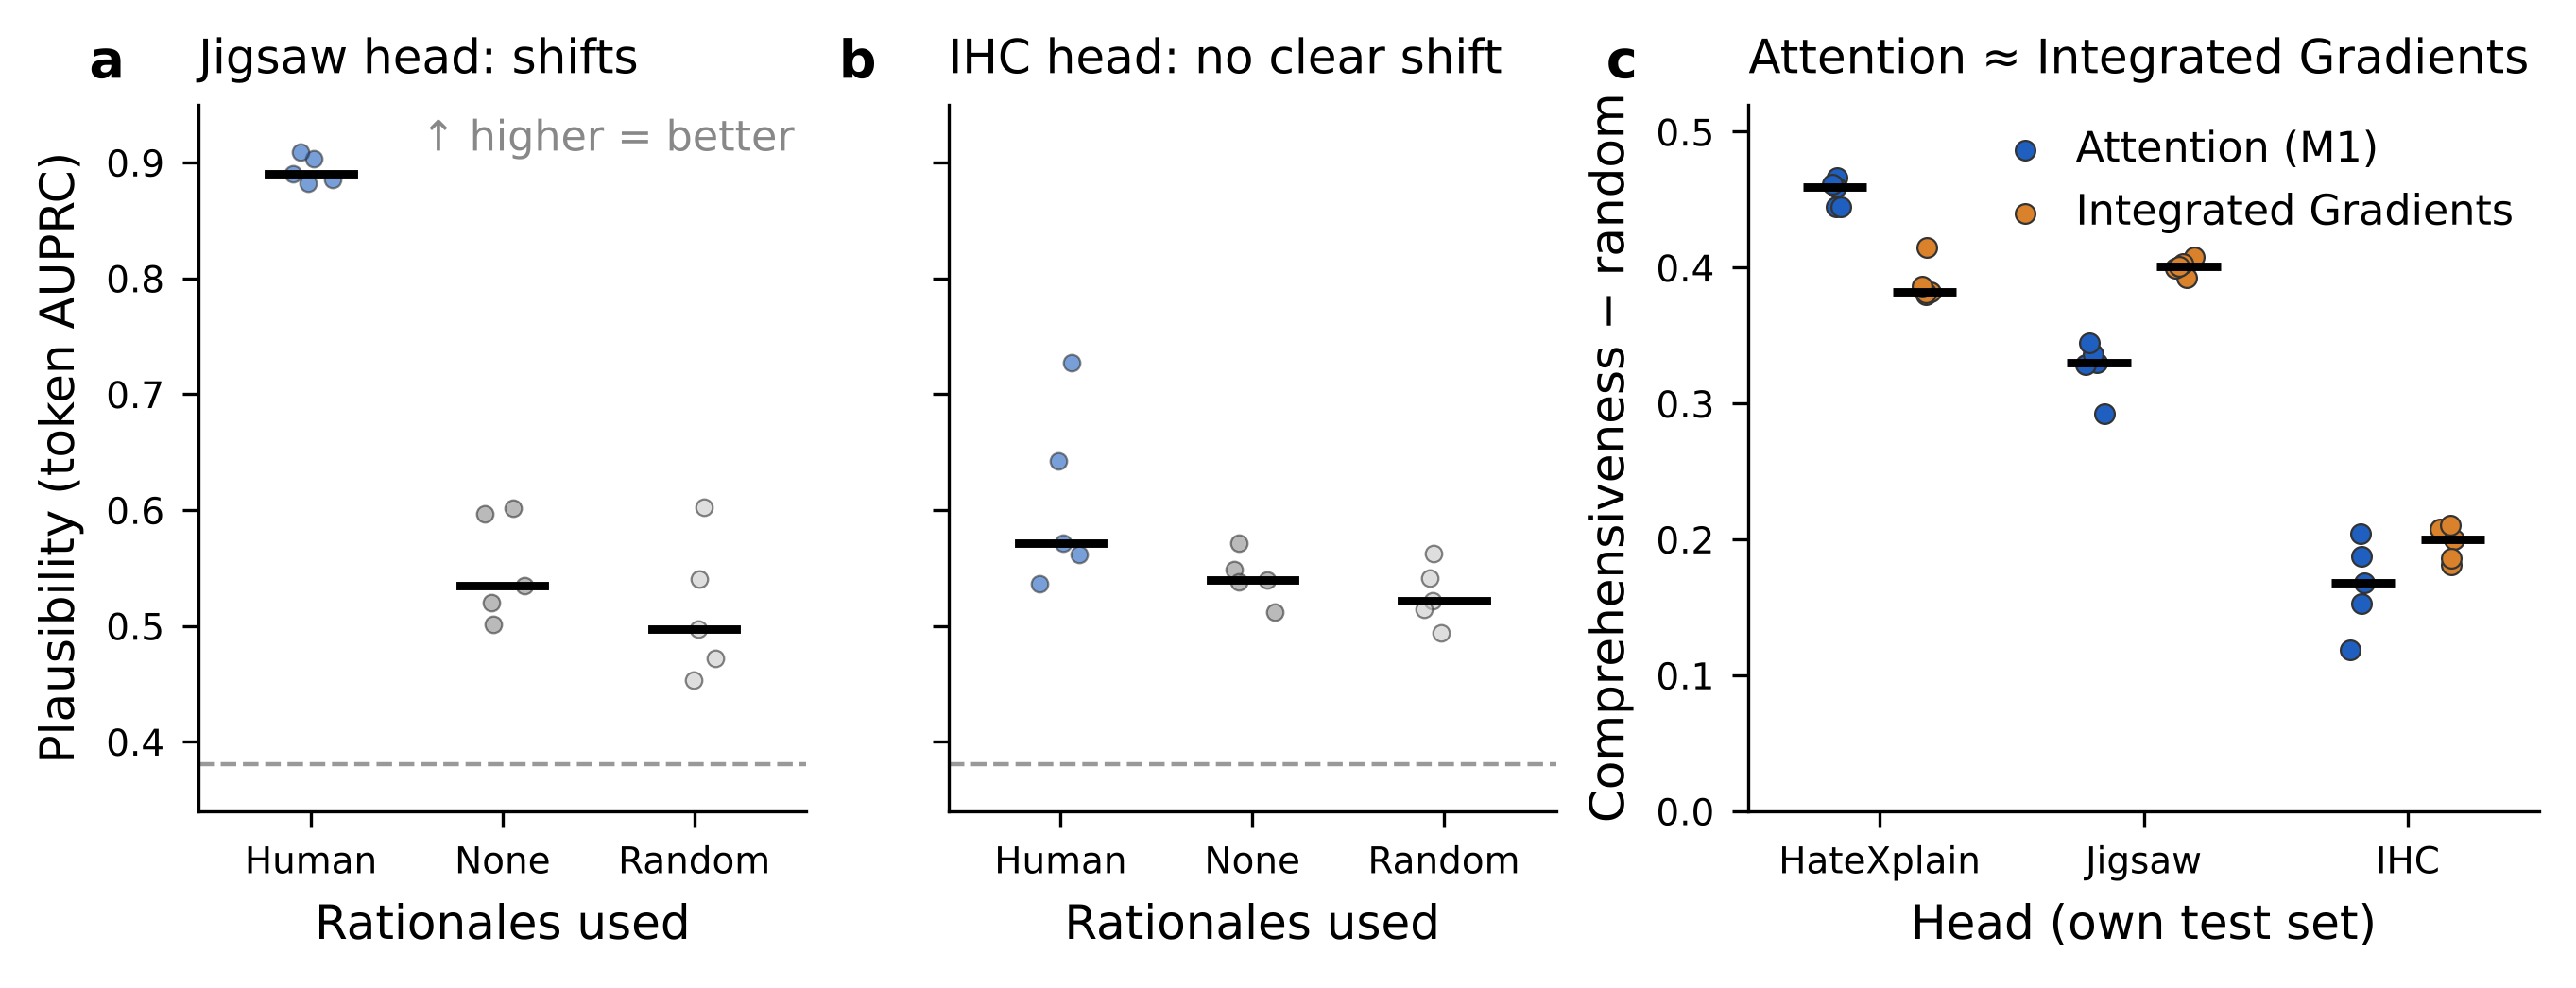 a Jigsaw head: shifts
↑ higher = better
Plausibility (token AUPRC)
0.9
0.8
0.7
0.6
0.5
0.4
Human None Random
Rationales used
b IHC head: no clear shift
Human None Random
Rationales used
c Attention ≈ Integrated Gradients
Attention (M1)
Integrated Gradients
Comprehensiveness − random
0.5
0.4
0.3
0.2
0.1
0.0
HateXplain Jigsaw IHC
Head (own test set)